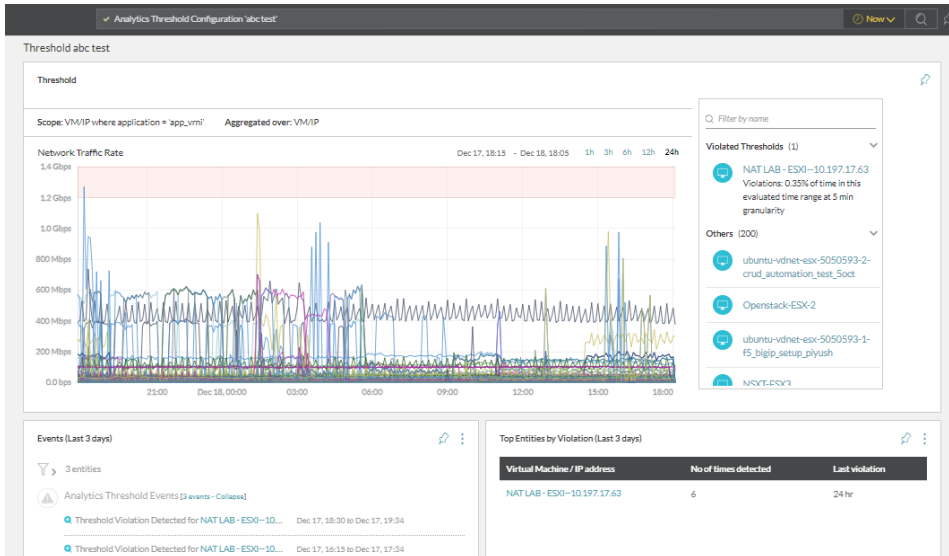 Analytics Threshold Configuration 'abc test'
Now
Threshold abc test
Threshold
Scope: VM/IP where application = 'app_vrni' Aggregated over: VM/IP
Network Traffic Rate
Dec 17, 18:15 - Dec 18, 18:05 1h 3h 6h 12h 24h
1.4 Gbps
1.2 Gbps
1.0 Gbps
800 Mbps
600 Mbps
400 Mbps
200 Mbps
0.0 bps
21:00 Dec 18, 00:00 03:00 06:00 09:00 12:00 15:00 18:00
Filter by name
Violated Thresholds (1)
NAT LAB - ESXI--10.197.17.63
Violations: 0.35% of time in this
evaluated time range at 5 min
granularity
Others (200)
ubuntu-vdnet-esx-5050593-2-
crud_automation_test_5oct
Openstack-ESX-2
ubuntu-vdnet-esx-5050593-1-
f5_bigip_setup_piyush
NSXT-ESX3
Events (Last 3 days)
3 entities
Analytics Threshold Events [3 events - Collapse]
Threshold Violation Detected for NAT LAB - ESXI--10... Dec 17, 18:30 to Dec 17, 19:34
Threshold Violation Detected for NAT LAB - ESXI--10... Dec 17, 16:15 to Dec 17, 17:34
Top Entities by Violation (Last 3 days)
Virtual Machine / IP address No of times detected Last violation
NAT LAB - ESXI--10.197.17.63 6 24 hr